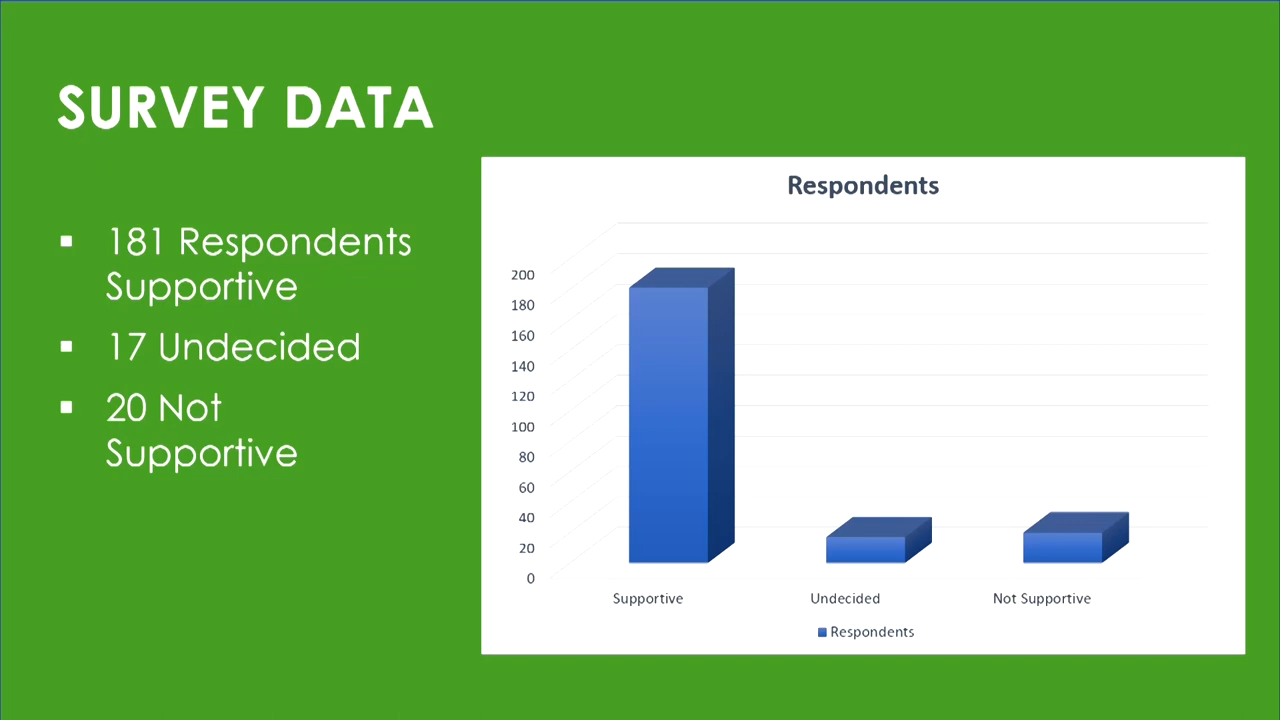 SURVEY DATA
181 Respondents
Supportive
17 Undecided
20 Not
Supportive
Respondents
200
180
160
140
120
100
80
60
40
20
0
Supportive Undecided Not Supportive
Respondents